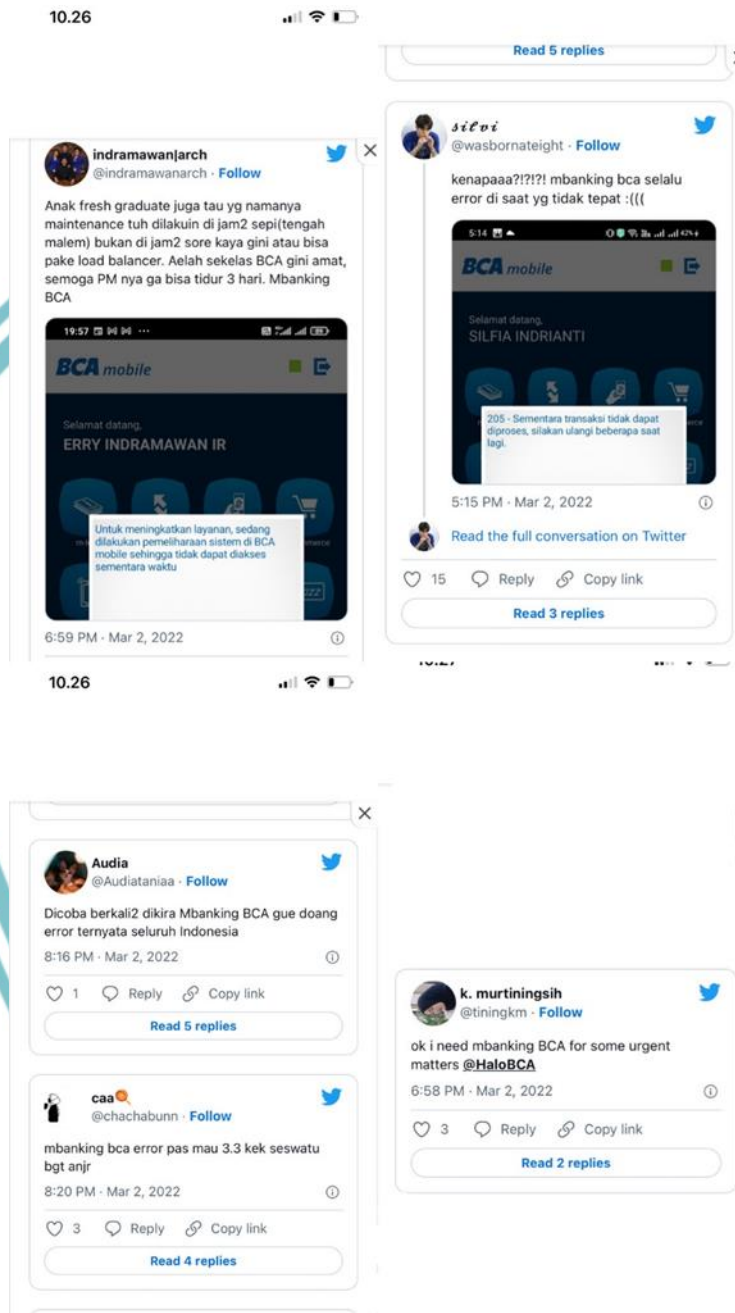 10.26
indramawan|arch
@indramawanarch · Follow
Anak fresh graduate juga tau yg namanya
maintenance tuh dilakuin di jam2 sepi(tengah
malem) bukan di jam2 sore kaya gini atau bisa
pake load balancer. Aelah sekelas BCA gini amat,
semoga PM nya ga bisa tidur 3 hari. Mbanking
BCA
19:57
BCA mobile
Selamat datang,
ERRY INDRAMAWAN IR
Untuk meningkatkan layanan, sedang
dilakukan pemeliharaan sistem di BCA
mobile sehingga tidak dapat diakses
sementara waktu
6:59 PM · Mar 2, 2022
Read 5 replies
silvi
@wasbornateight · Follow
kenapaaa?!?!?! mbanking bca selalu
error di saat yg tidak tepat :(((
5:14
BCA mobile
Selamat datang,
SILFIA INDRIANTI
205 - Sementara transaksi tidak dapat
diproses, silakan ulangi beberapa saat
lagi.
5:15 PM · Mar 2, 2022
Read the full conversation on Twitter
15 Reply Copy link
Read 3 replies
10.26
Audia
@Audiataniaa · Follow
Dicoba berkali2 dikira Mbanking BCA gue doang
error ternyata seluruh Indonesia
8:16 PM · Mar 2, 2022
1 Reply Copy link
Read 5 replies
caa
@chachabunn · Follow
mbanking bca error pas mau 3.3 kek seswatu
bgt anjr
8:20 PM · Mar 2, 2022
3 Reply Copy link
Read 4 replies
k. murtiningsih
@tiningkm · Follow
ok i need mbanking BCA for some urgent
matters @HaloBCA
6:58 PM · Mar 2, 2022
3 Reply Copy link
Read 2 replies